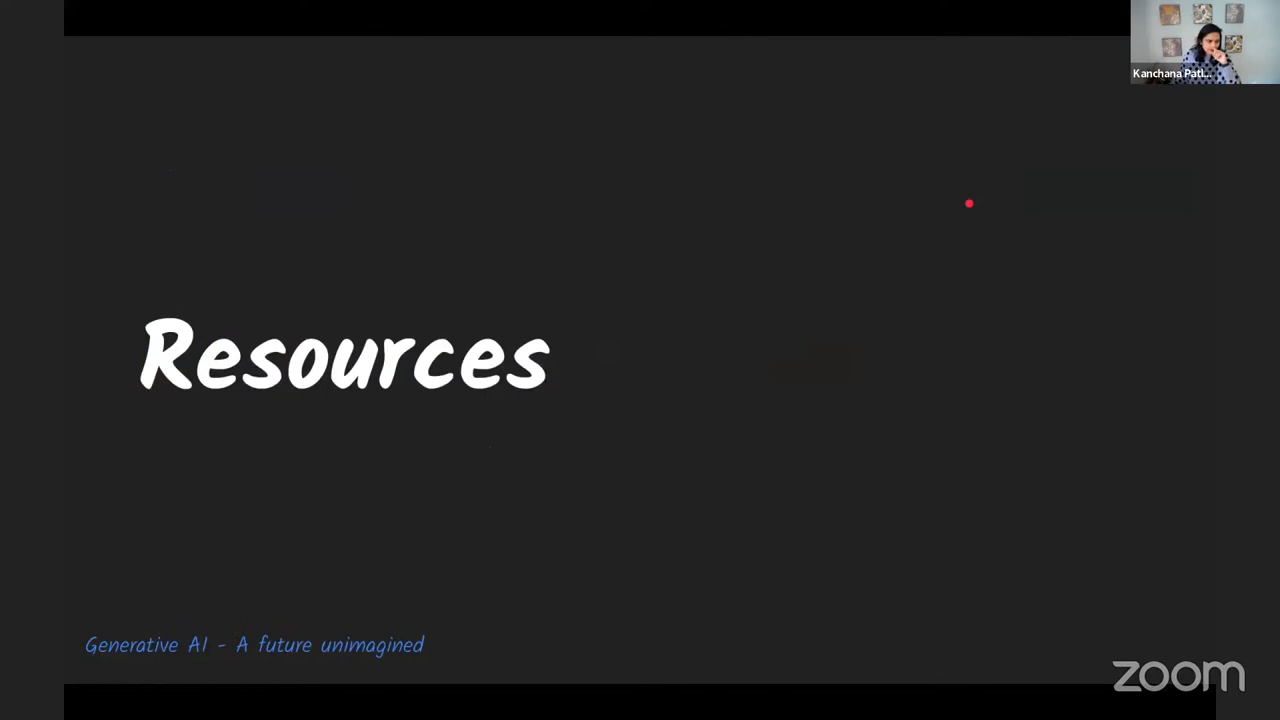 Kanchana Patl...
Resources
Generative AI - A future unimagined
zoom